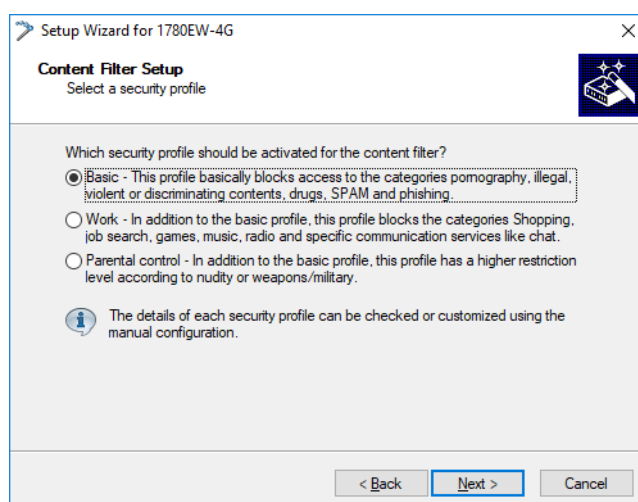 Setup Wizard for 1780EW-4G
Content Filter Setup
Select a security profile
Which security profile should be activated for the content filter?
Basic - This profile basically blocks access to the categories pornography, illegal,
violent or discriminating contents, drugs, SPAM and phishing.
Work - In addition to the basic profile, this profile blocks the categories Shopping,
job search, games, music, radio and specific communication services like chat.
Parental control - In addition to the basic profile, this profile has a higher restriction
level according to nudity or weapons/military.
The details of each security profile can be checked or customized using the
manual configuration.
< Back
Next >
Cancel